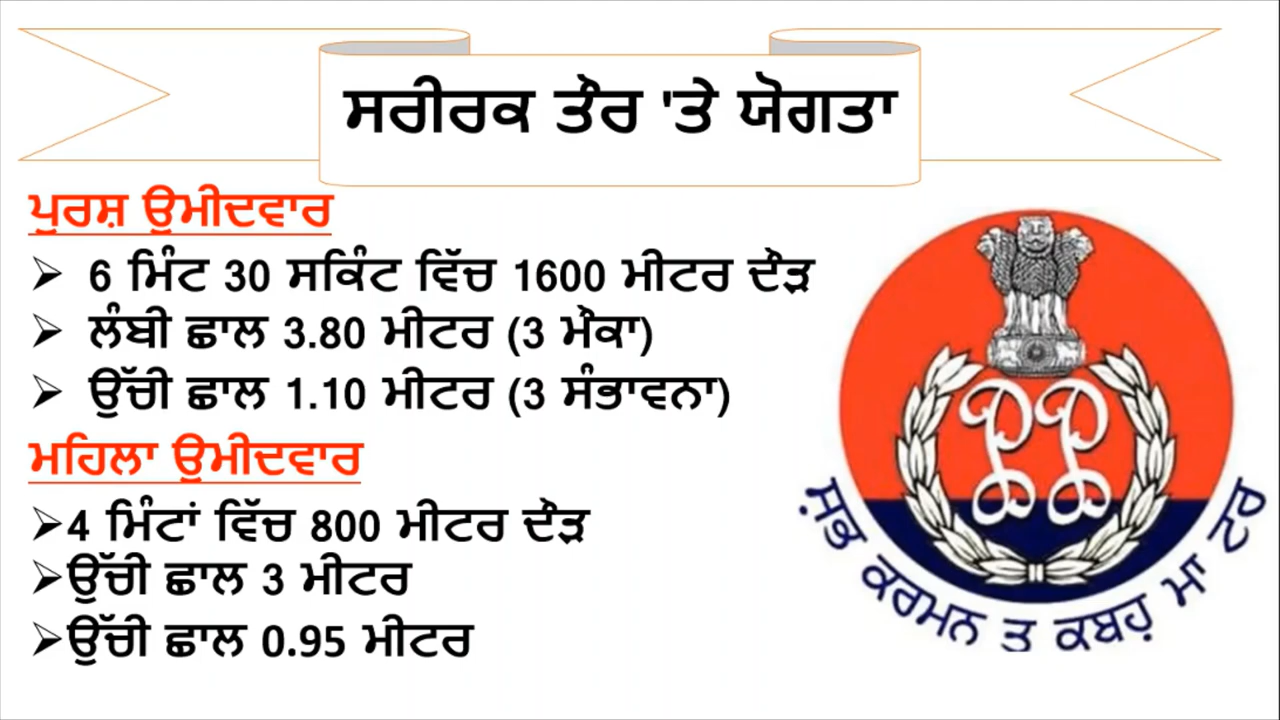 ਸਰੀਰਕ ਤੌਰ 'ਤੇ ਯੋਗਤਾ
ਪੁਰਸ਼ ਉਮੀਦਵਾਰ
➢ 6 ਮਿੰਟ 30 ਸਕਿੰਟ ਵਿੱਚ 1600 ਮੀਟਰ ਦੌੜ
➢ ਲੰਬੀ ਛਾਲ 3.80 ਮੀਟਰ (3 ਮੌਕਾ)
➢ ਉੱਚੀ ਛਾਲ 1.10 ਮੀਟਰ (3 ਸੰਭਾਵਨਾ)
ਮਹਿਲਾ ਉਮੀਦਵਾਰ
➢4 ਮਿੰਟਾਂ ਵਿੱਚ 800 ਮੀਟਰ ਦੌੜ
➢ਉੱਚੀ ਛਾਲ 3 ਮੀਟਰ
➢ਉੱਚੀ ਛਾਲ 0.95 ਮੀਟਰ
PP
ਸ਼ੁਭ ਕਰਮਨ ਤੇ ਕਬਹੂ ਮਾ ਟਰ